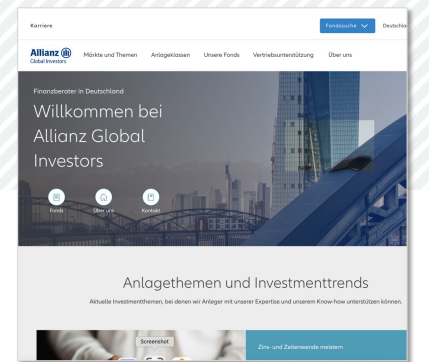 Karriere
Fondssuche
Deutschla
Allianz
Global Investors
Märkte und Themen
Anlageklassen
Unsere Fonds
Vertriebsunterstützung
Über uns
Finanzberater in Deutschland
Willkommen bei
Allianz Global
Investors
Fonds
Über uns
Kontakt
Anlagethemen und Investmenttrends
Aktuelle Investmentthemen, bei denen wir Anleger mit unserer Expertise und unserem Know-how unterstützen können.
Screenshot
Zins- und Zeitenwende meistern